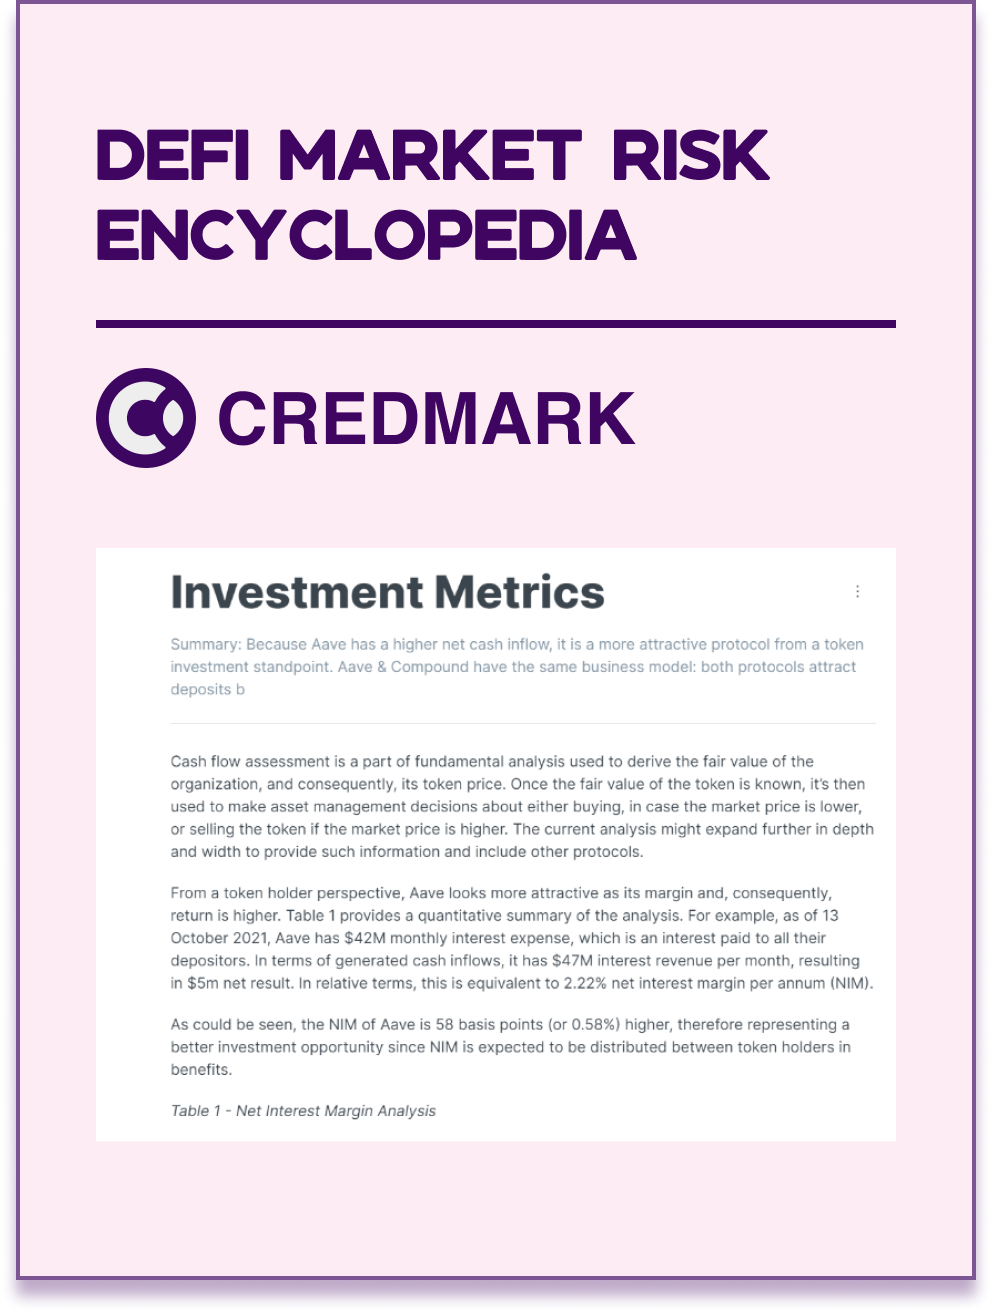 DEFI MARKET RISK
ENCYCLOPEDIA
CREDMARK
Investment Metrics
Summary: Because Aave has a higher net cash inflow, it is a more attractive protocol from a token
investment standpoint. Aave & Compound have the same business model: both protocols attract
deposits b
Cash flow assessment is a part of fundamental analysis used to derive the fair value of the
organization, and consequently, its token price. Once the fair value of the token is known, it's then
used to make asset management decisions about either buying, in case the market price is lower,
or selling the token if the market price is higher. The current analysis might expand further in depth
and width to provide such information and include other protocols.
From a token holder perspective, Aave looks more attractive as its margin and, consequently,
return is higher. Table 1 provides a quantitative summary of the analysis. For example, as of 13
October 2021, Aave has $42M monthly interest expense, which is an interest paid to all their
depositors. In terms of generated cash inflows, it has $47M interest revenue per month, resulting
in $5m net result. In relative terms, this is equivalent to 2.22% net interest margin per annum (NIM).
As could be seen, the NIM of Aave is 58 basis points (or 0.58%) higher, therefore representing a
better investment opportunity since NIM is expected to be distributed between token holders in
benefits.
Table 1 - Net Interest Margin Analysis